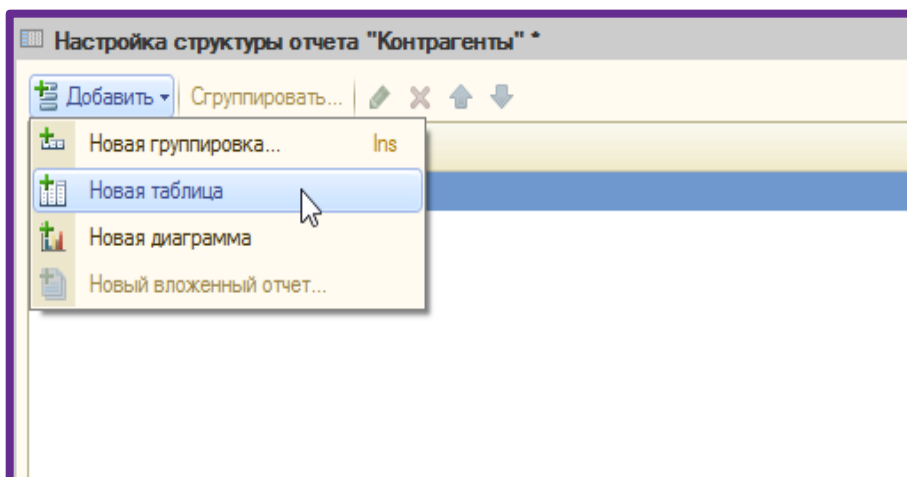 Настройка структуры отчета "Контрагенты" *
Добавить Сгруппировать...
Новая группировка... Ins
Новая таблица
Новая диаграмма
Новый вложенный отчет...